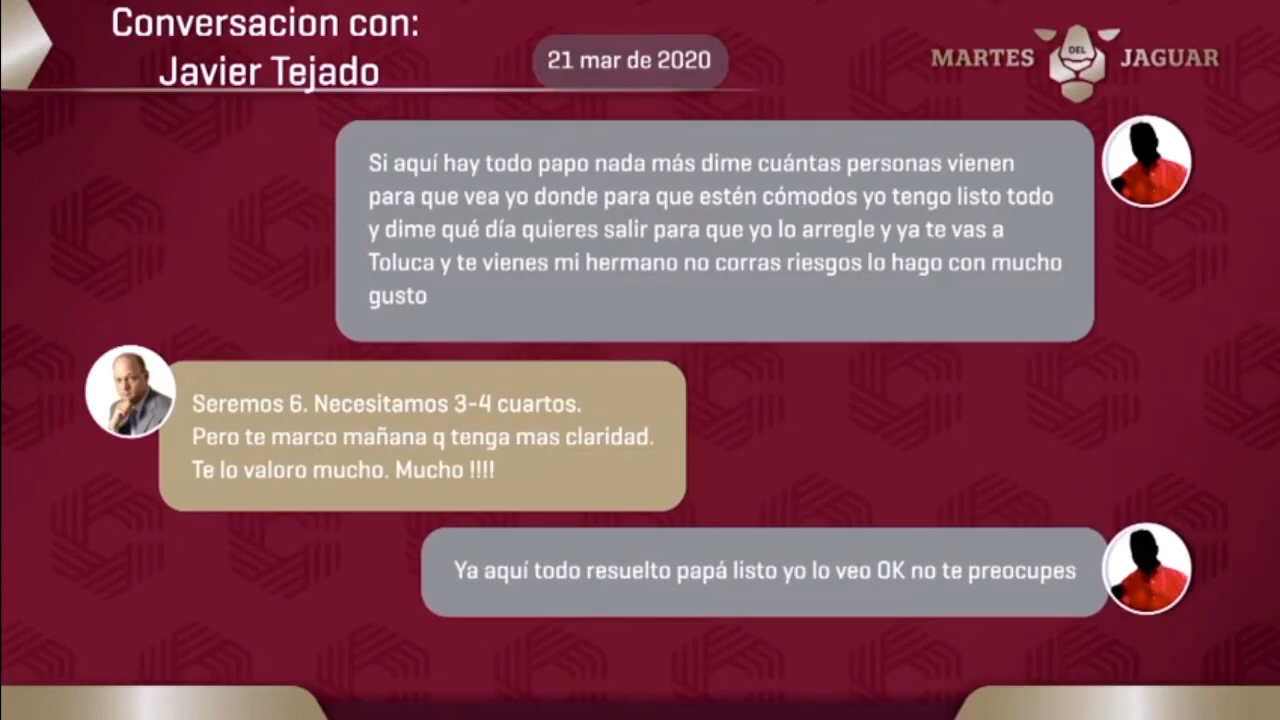 Conversacion con:
Javier Tejado
21 mar de 2020
MARTES DEL JAGUAR
Si aquí hay todo papo nada más dime cuántas personas vienen
para que vea yo donde para que estén cómodos yo tengo listo todo
y dime qué día quieres salir para que yo lo arregle y ya te vas a
Toluca y te vienes mi hermano no corras riesgos lo hago con mucho
gusto
Seremos 6. Necesitamos 3-4 cuartos.
Pero te marco mañana q tenga mas claridad.
Te lo valoro mucho. Mucho !!!!
Ya aquí todo resuelto papá listo yo lo veo OK no te preocupes